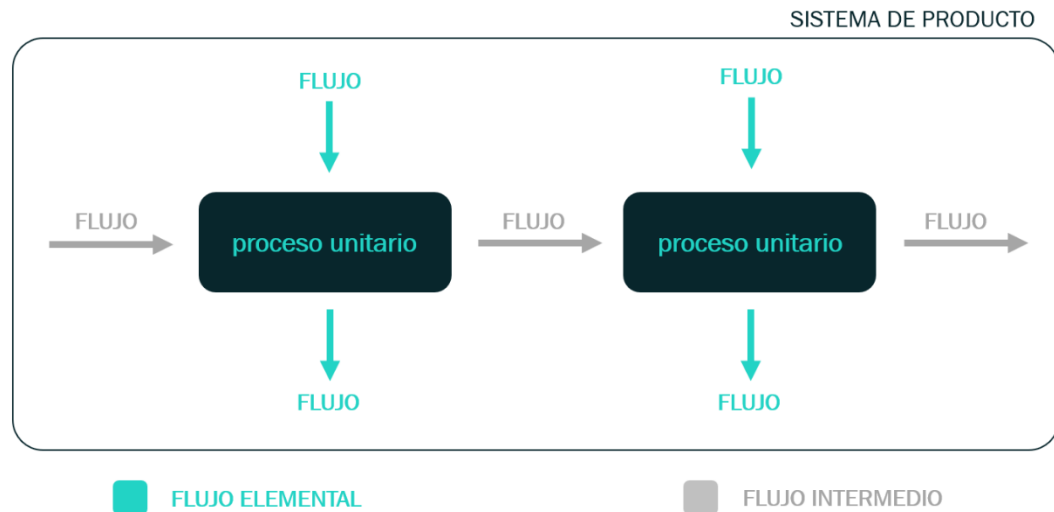 SISTEMA DE PRODUCTO
FLUJO
FLUJO
FLUJO
FLUJO
FLUJO
proceso unitario
proceso unitario
FLUJO
FLUJO
FLUJO ELEMENTAL
FLUJO INTERMEDIO